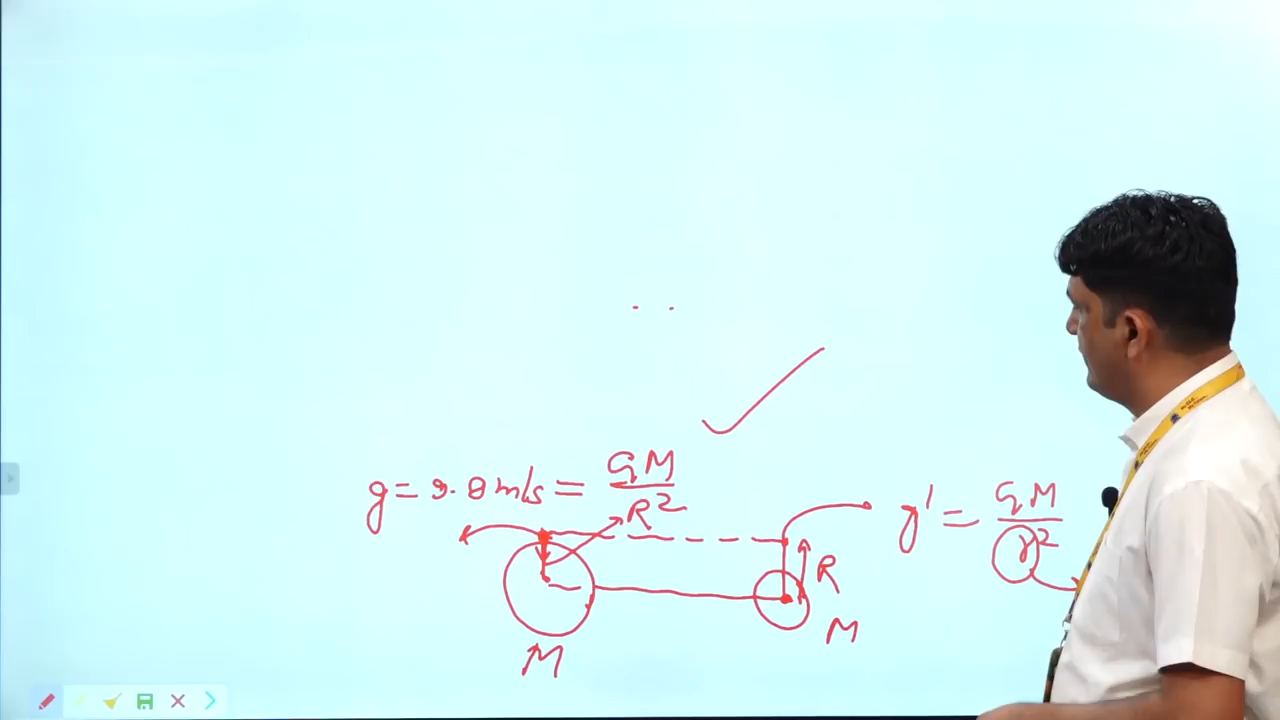 g = 9.8 m/s = GM/R²
g' = GM/r²
R
M
M